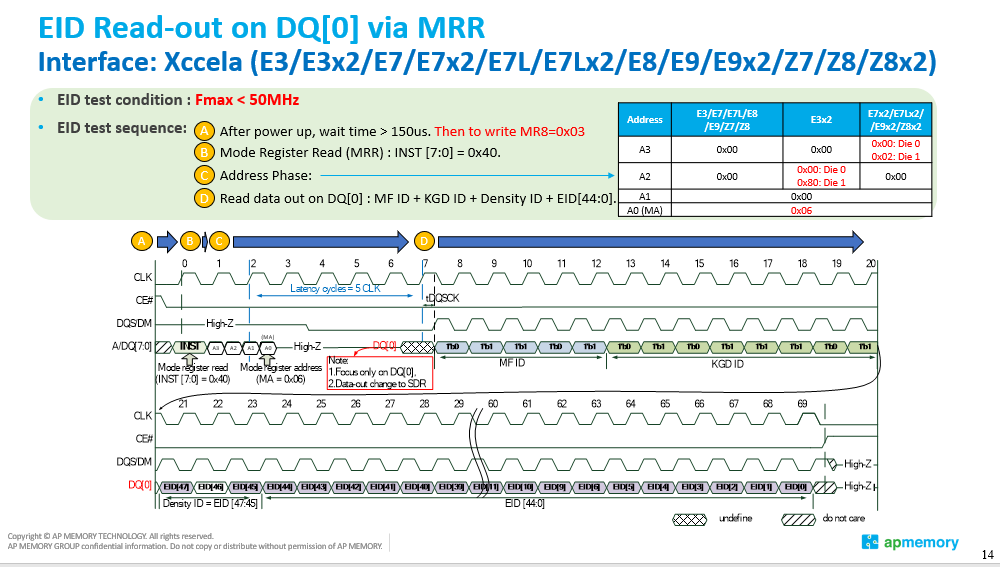 EID Read-out on DQ[0] via MRR
Interface: Xccela (E3/E3x2/E7/E7x2/E7L/E7Lx2/E8/E9/E9x2/Z7/Z8/Z8x2)
• EID test condition : Fmax < 50MHz
• EID test sequence:
A After power up, wait time > 150us. Then to write MR8=0x03
B Mode Register Read (MRR) : INST [7:0] = 0x40.
C Address Phase:
D Read data out on DQ[0] : MF ID + KGD ID + Density ID + EID[44:0].
Address E3/E7/E7L/E8 /E9/Z7/Z8 E3x2 E7x2/E7Lx2/ /E9x2/Z8x2
A3 0x00 0x00 0x00: Die 0 0x02: Die 1
A2 0x00 0x00: Die 0 0x80: Die 1 0x00
A1 0x00
A0 (MA) 0x06
A B C D
0 1 2 3 4 5 6 7 8 9 10 11 12 13 14 15 16 17 18 19 20
CLK
Latency cycles = 5 CLK
CE#
tDQSCK
DQS/DM High-Z
(MA)
A/DQ[7:0] INST A3 A2 A1 A0 High-Z DQ[0] Tb0 Tb1 Tb0 Tb1 Tb1 Tb0 Tb1 Tb0 Tb1 Tb1 Tb1 Tb0 Tb1
Mode register read
(INST [7:0] = 0x40)
Mode register address
(MA = 0x06)
Note:
1.Focus only on DQ[0],
2.Data-out change to SDR
MF ID KGD ID
21 22 23 24 25 26 27 28 29 60 61 62 63 64 65 66 67 68 69
CLK
CE#
DQS/DM High-Z
DQ[0] EID[47] EID[46] EID[45] EID[44] EID[43] EID[42] EID[41] EID[40] EID[39] EID[11] EID[10] EID[9] EID[6] EID[5] EID[4] EID[3] EID[2] EID[1] EID[0] High-Z
Density ID = EID [47:45] EID [44:0]
undefine do not care
Copyright © AP MEMORY TECHNOLOGY. All rights reserved.
AP MEMORY GROUP confidential information. Do not copy or distribute without permission of AP MEMORY.
apmemory
14